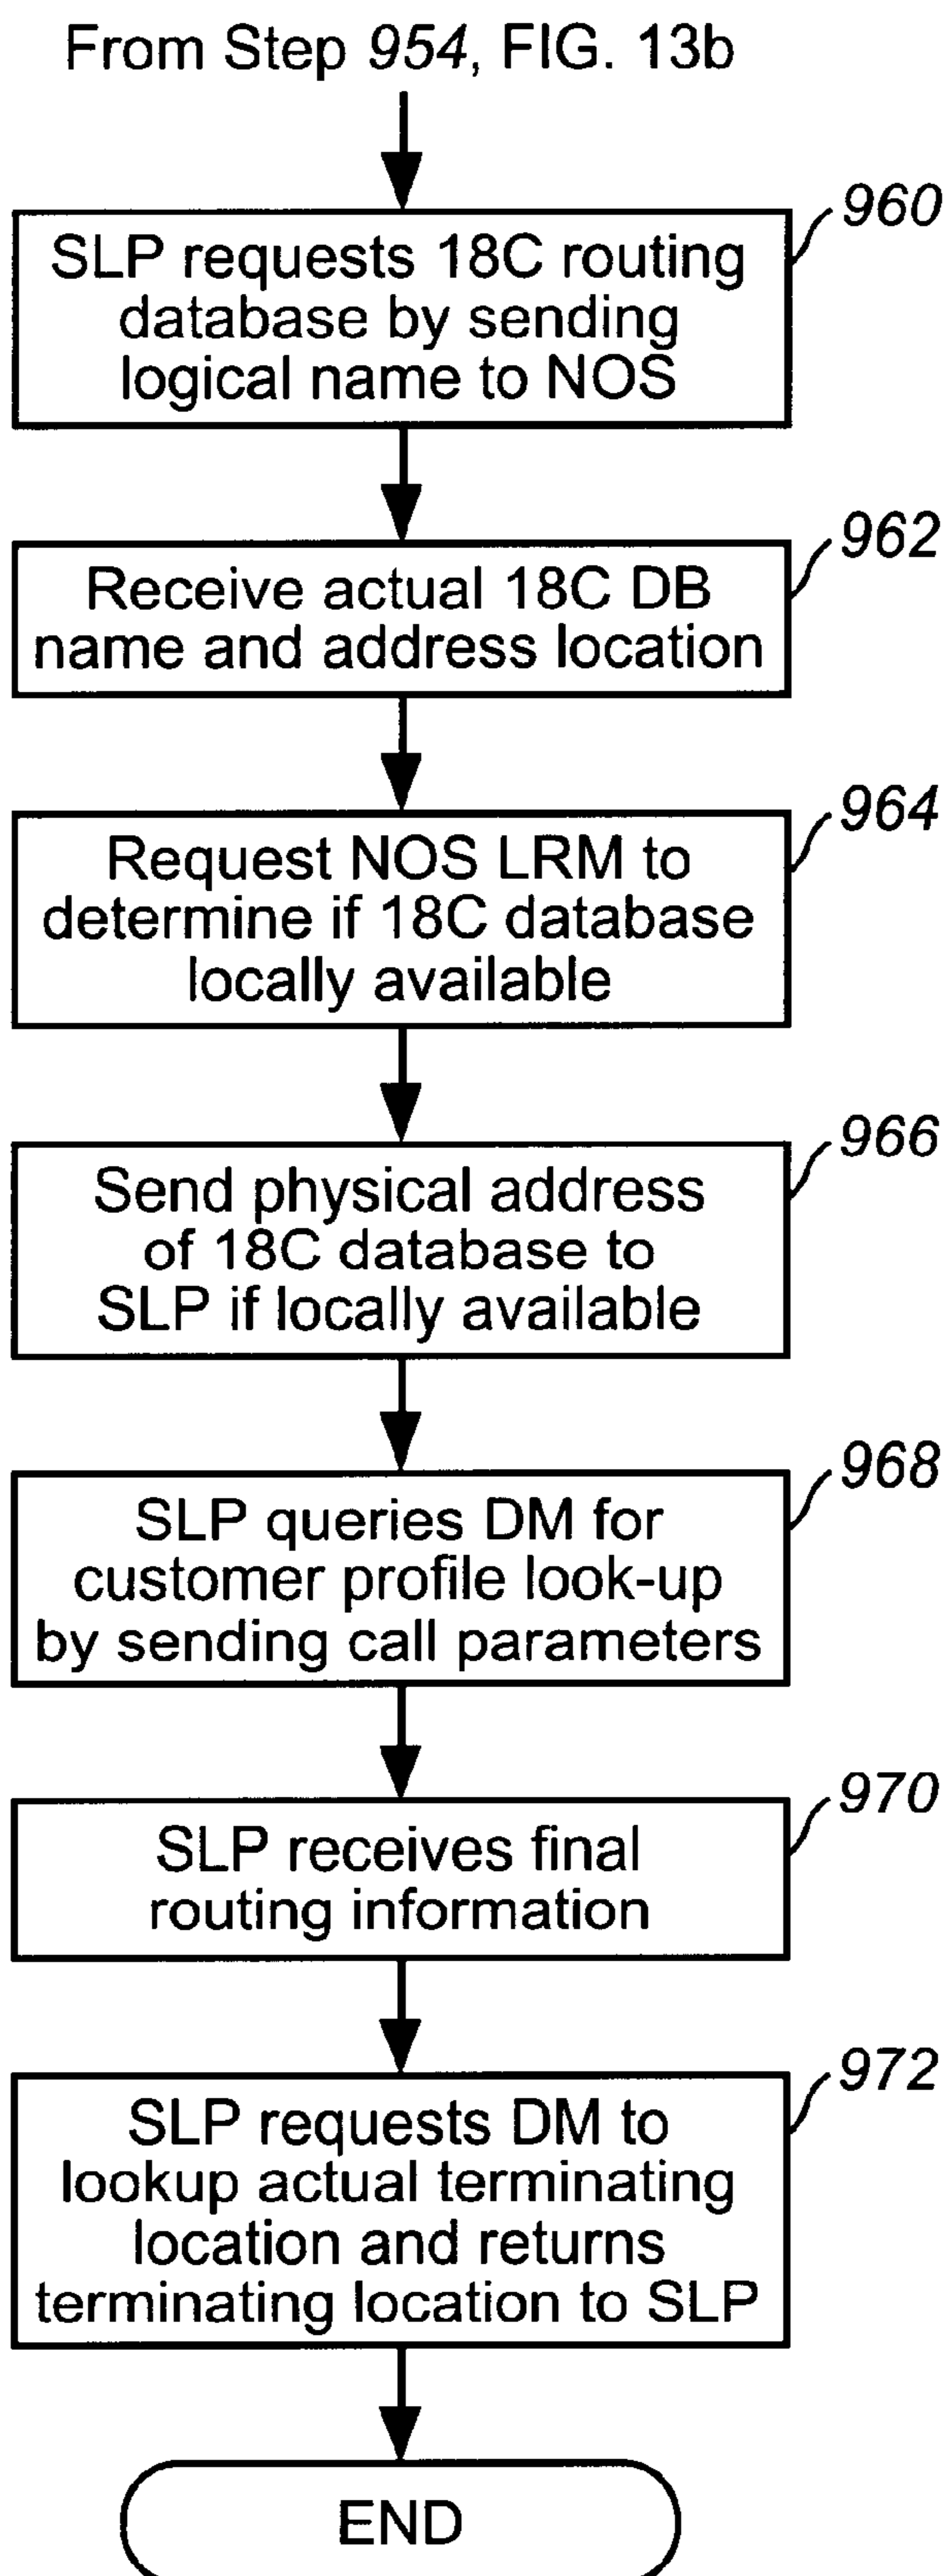 From Step 954, FIG. 13b
960
SLP requests 18C routing
database by sending
logical name to NOS
962
Receive actual 18C DB
name and address location
964
Request NOS LRM to
determine if 18C database
locally available
966
Send physical address
of 18C database to
SLP if locally available
968
SLP queries DM for
customer profile look-up
by sending call parameters
970
SLP receives final
routing information
972
SLP requests DM to
lookup actual terminating
location and returns
terminating location to SLP
END